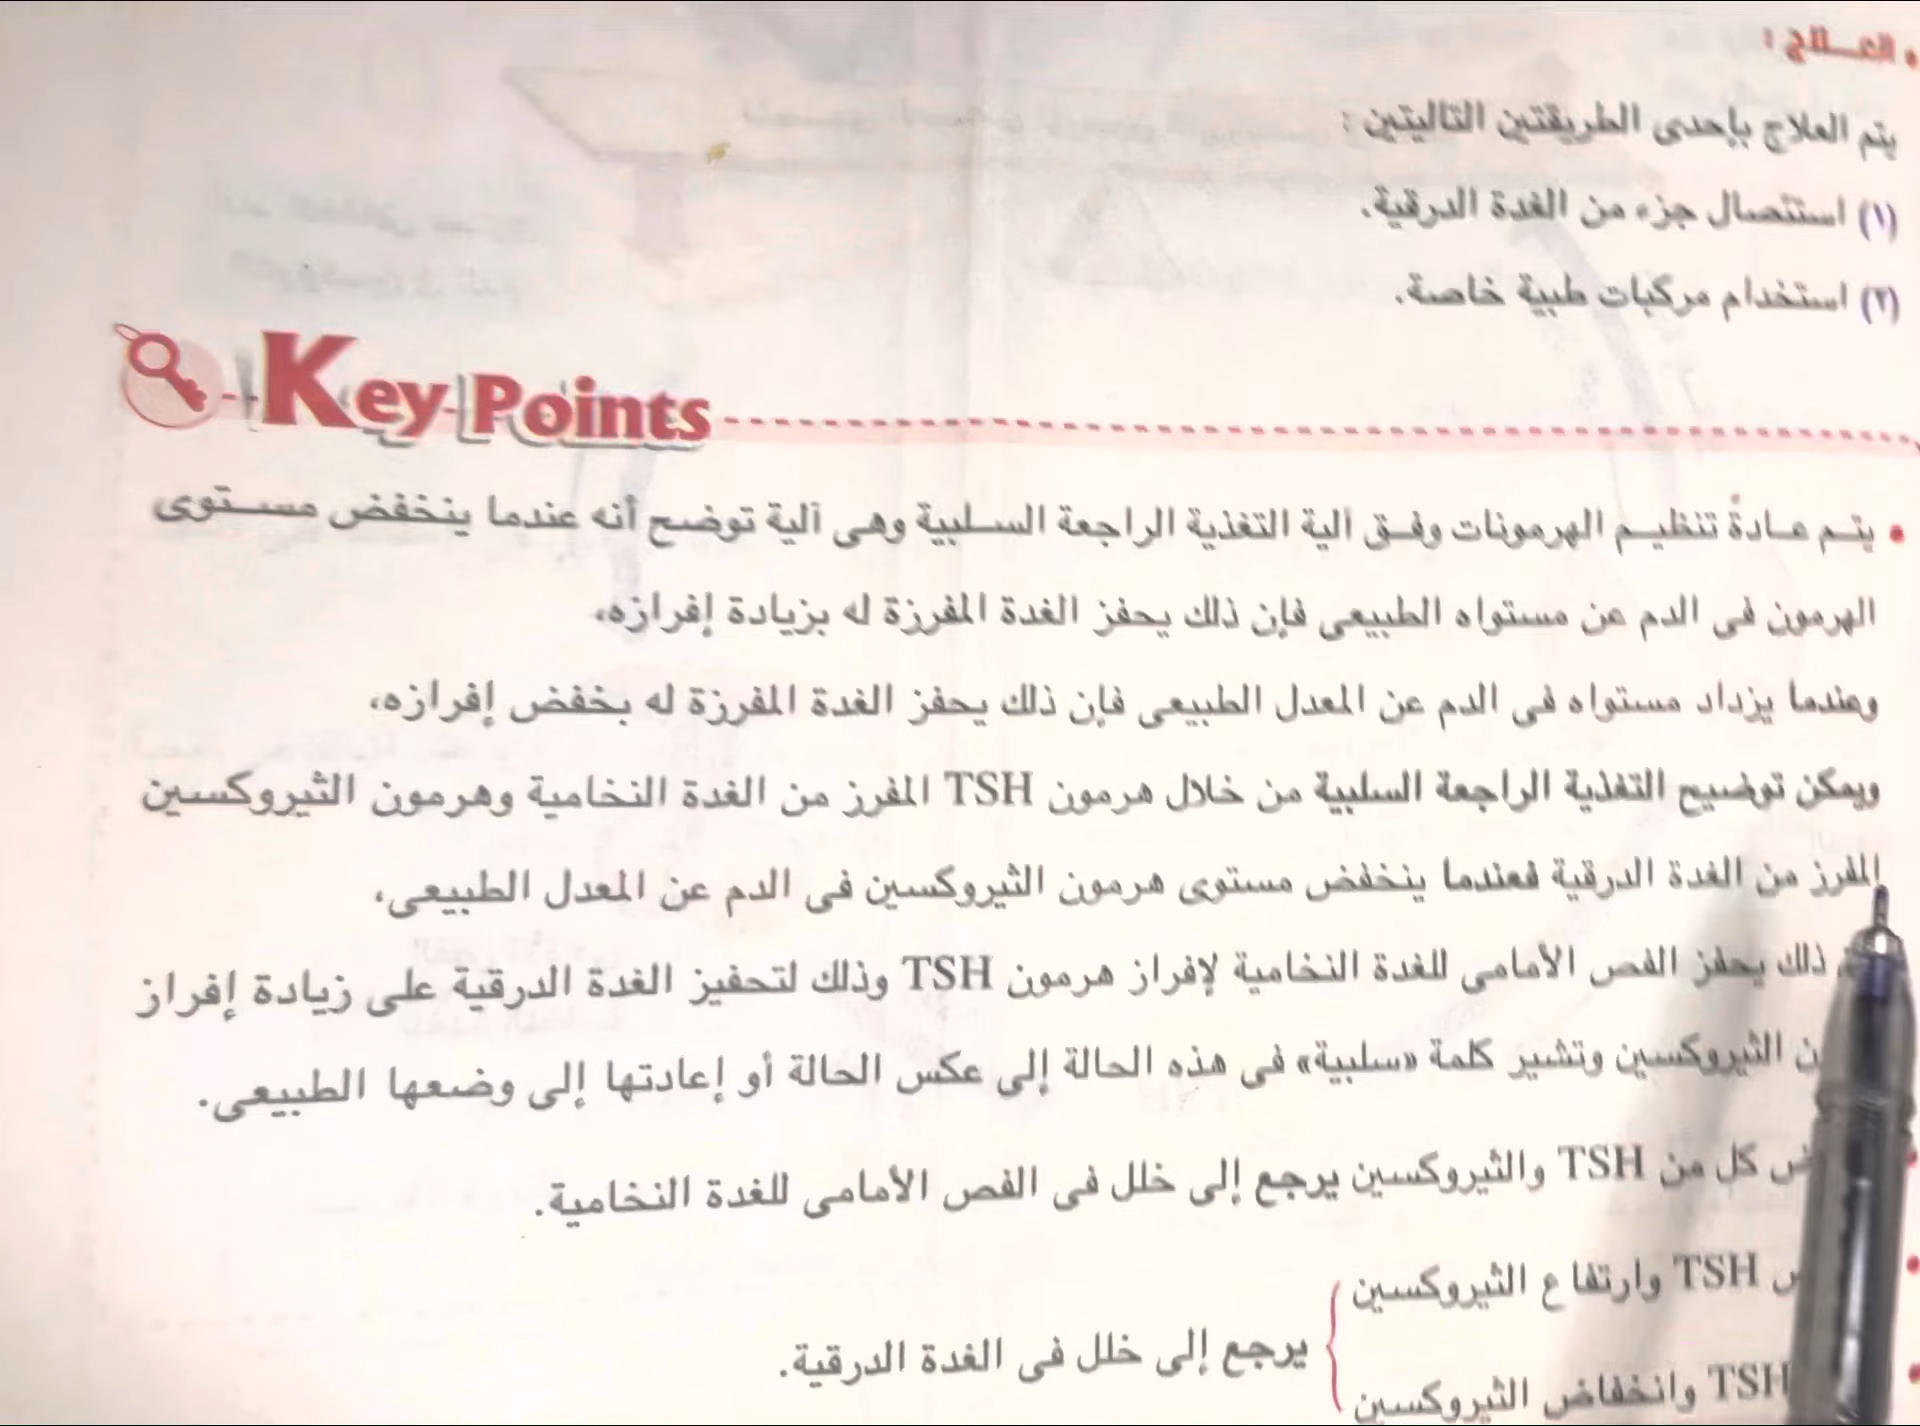 • العـــلاج :
يتم العلاج بإحدى الطريقتين التاليتين :
(١) استئصال جزء من الغدة الدرقية.
(٢) استخدام مركبات طبية خاصة.
Key Points
• يتـم عـادةً تنظيـم الهرمونات وفـق آلية التغذية الراجعة السـلبية وهى آلية توضح أنه عندما ينخفض مسـتوى
الهرمون فى الدم عن مستواه الطبيعى فإن ذلك يحفز الغدة المفرزة له بزيادة إفرازه،
وعندما يزداد مستواه فى الدم عن المعدل الطبيعى فإن ذلك يحفز الغدة المفرزة له بخفض إفرازه،
ويمكن توضيح التغذية الراجعة السلبية من خلال هرمون TSH المفرز من الغدة النخامية وهرمون الثيروكسين
المفرز من الغدة الدرقية فعندما ينخفض مستوى هرمون الثيروكسين فى الدم عن المعدل الطبيعى،
ذلك يحفز الفص الأمامى للغدة النخامية لإفراز هرمون TSH وذلك لتحفيز الغدة الدرقية على زيادة إفراز
الثيروكسين وتشير كلمة «سلبية» فى هذه الحالة إلى عكس الحالة أو إعادتها إلى وضعها الطبيعى.
كل من TSH والثيروكسين يرجع إلى خلل فى الفص الأمامى للغدة النخامية.
TSH وارتفاع الثيروكسين
يرجع إلى خلل فى الغدة الدرقية.
TSH وانخفاض الثيروكسين